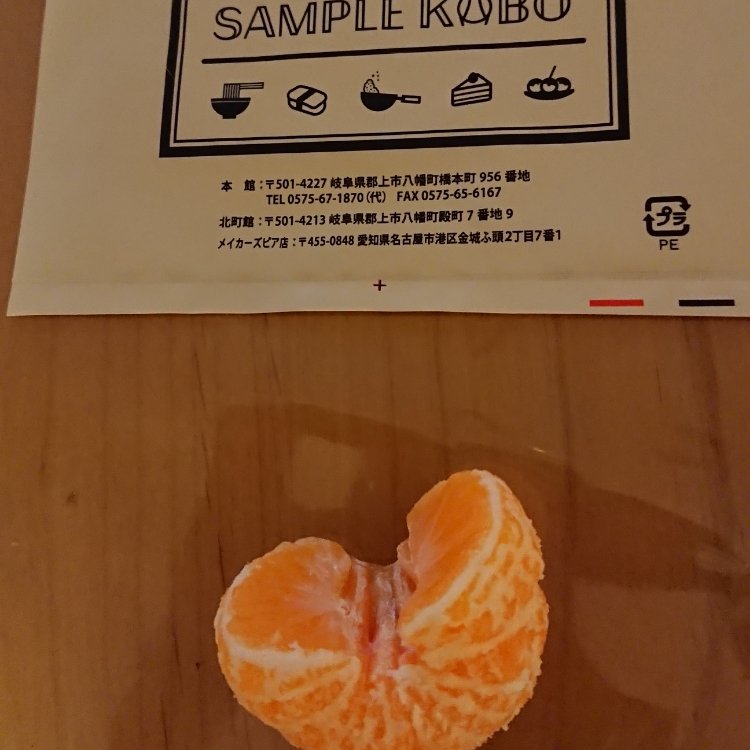 SAMPLE KOBO
本 館:〒501-4227 岐阜県郡上市八幡町橋本町 956 番地
TEL 0575-67-1870(代) FAX 0575-65-6167
北町館:〒501-4213 岐阜県郡上市八幡町殿町 7 番地 9
メイカーズピア店:〒455-0848 愛知県名古屋市港区金城ふ頭2丁目7番1
プラ
PE